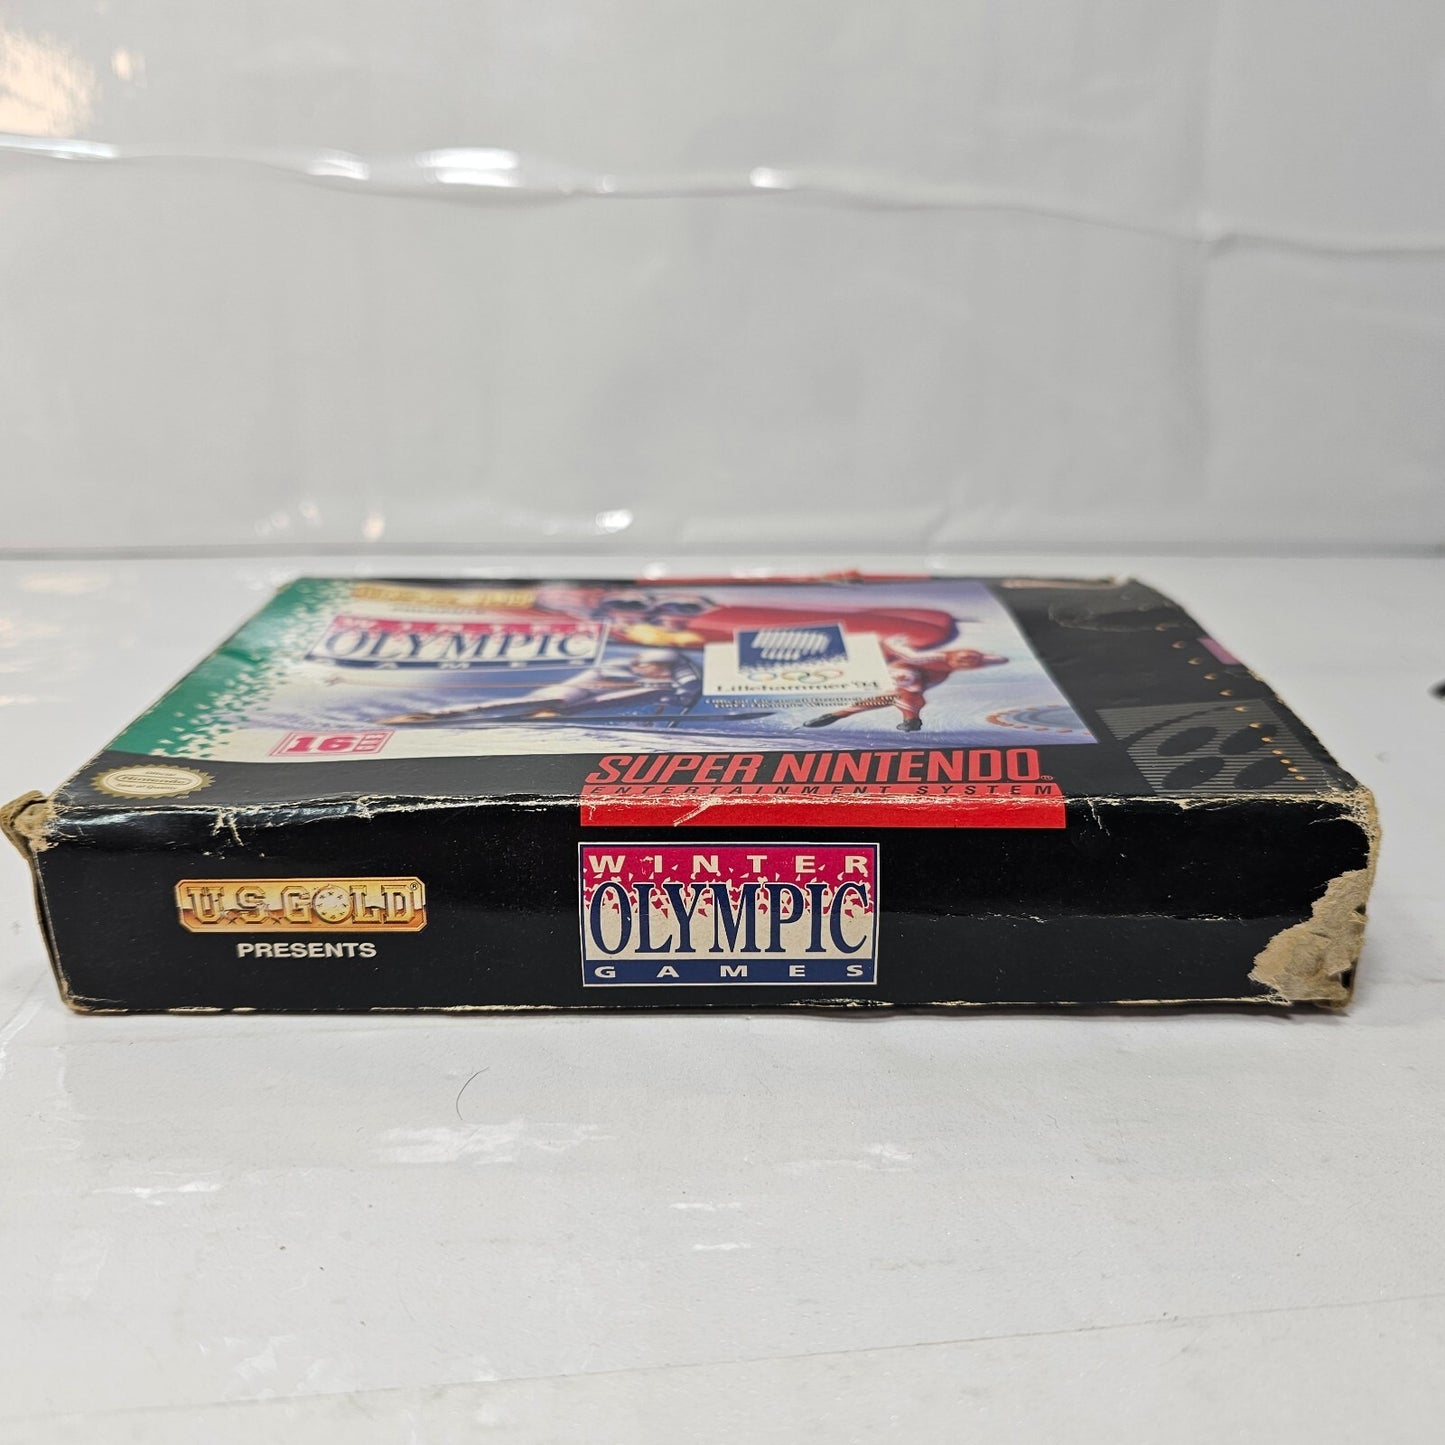 WINTER
OLYMPIC
GAMES
Lillehammer '94
16
SUPER NINTENDO®
ENTERTAINMENT SYSTEM
U.S. GOLD®
PRESENTS
WINTER
OLYMPIC
GAMES